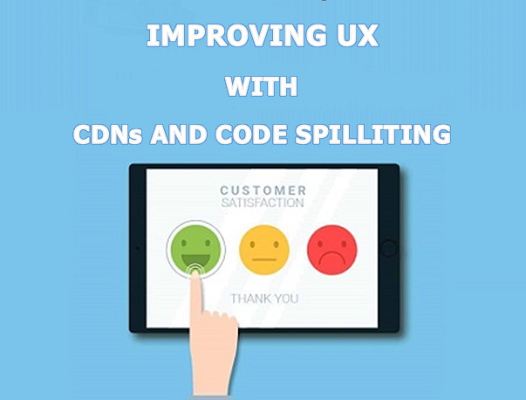 IMPROVING UX
WITH
CDNs AND CODE SPILLITING
CUSTOMER
SATISFACTION
THANK YOU